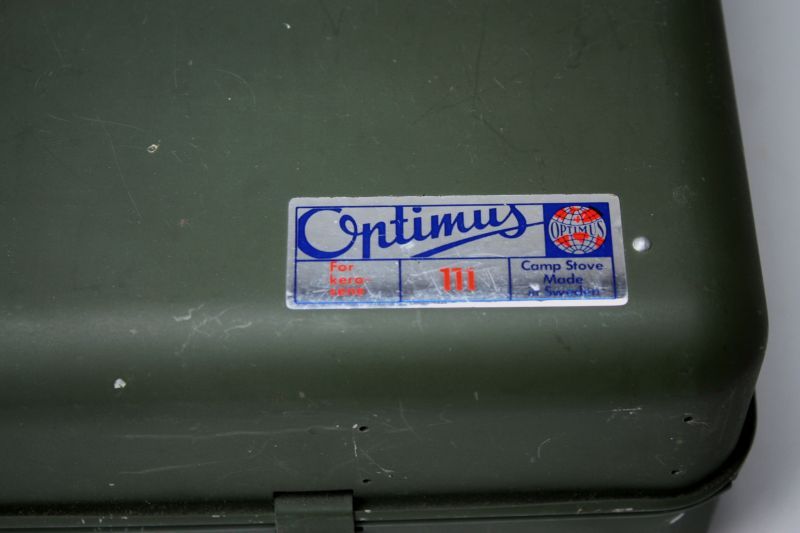 Optimus
OPTIMUS
For
kero-
sene
111
Camp Stove
Made
in Sweden